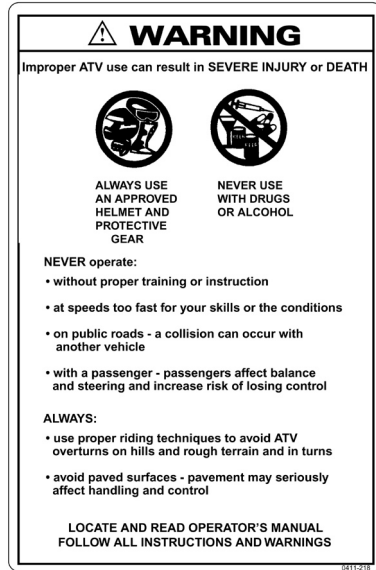 WARNING
Improper ATV use can result in SEVERE INJURY or DEATH
ALWAYS USE
AN APPROVED
HELMET AND
PROTECTIVE
GEAR
NEVER USE
WITH DRUGS
OR ALCOHOL
NEVER operate:
• without proper training or instruction
• at speeds too fast for your skills or the conditions
• on public roads - a collision can occur with
another vehicle
• with a passenger - passengers affect balance
and steering and increase risk of losing control
ALWAYS:
• use proper riding techniques to avoid ATV
overturns on hills and rough terrain and in turns
• avoid paved surfaces - pavement may seriously
affect handling and control
LOCATE AND READ OPERATOR'S MANUAL
FOLLOW ALL INSTRUCTIONS AND WARNINGS
0411-218